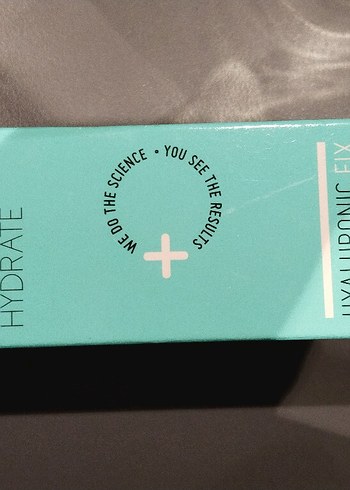 HYDRATE
WE DO THE SCIENCE • YOU SEE THE RESULTS
HYALURONIC FIX